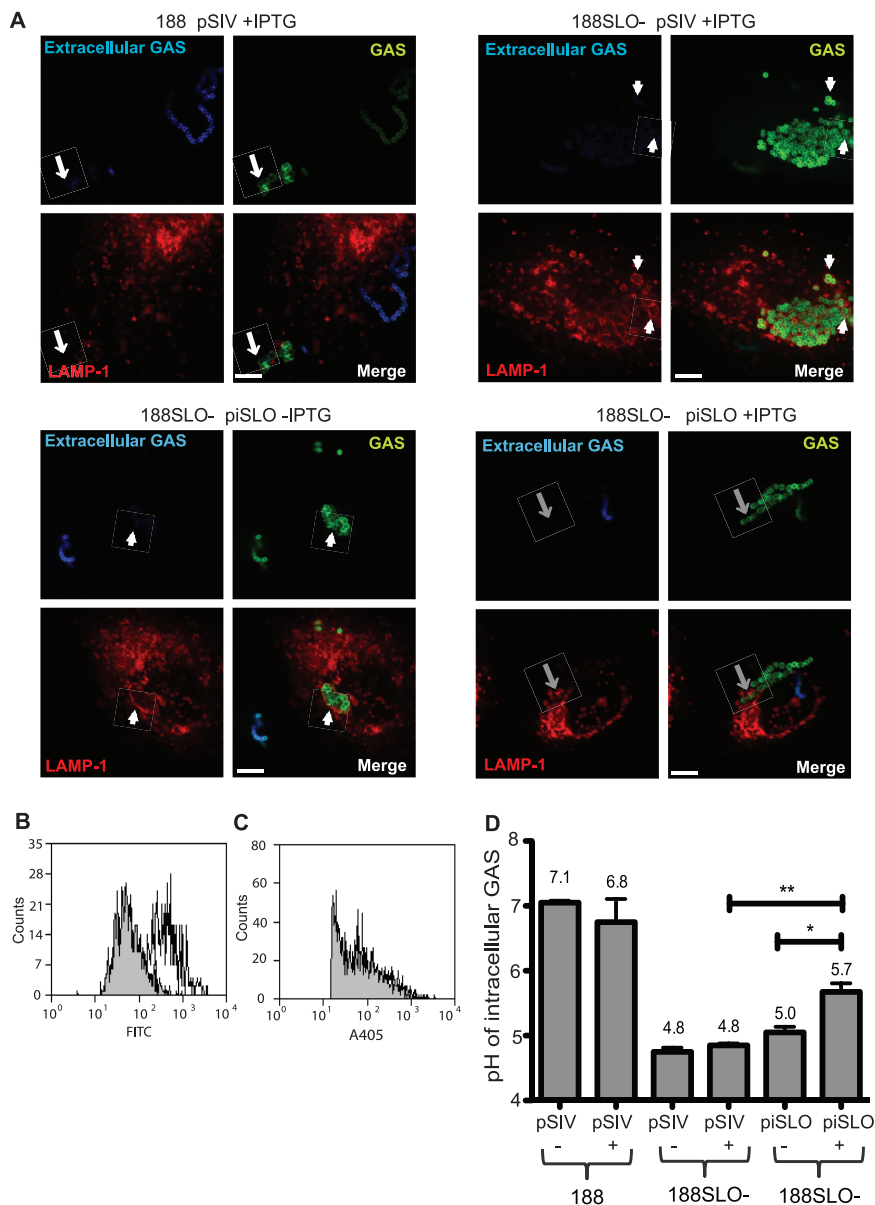 A
188 pSIV +IPTG
188SLO- pSIV +IPTG
Extracellular GAS
GAS
Extracellular GAS
GAS
LAMP-1
Merge
LAMP-1
Merge
188SLO- piSLO -IPTG
188SLO- piSLO +IPTG
Extracellular GAS
GAS
Extracellular GAS
GAS
LAMP-1
Merge
LAMP-1
Merge
B
Counts
35
28
21
14
7
0
10^0 10^1 10^2 10^3 10^4
FITC
C
Counts
80
60
40
20
0
10^0 10^1 10^2 10^3 10^4
A405
D
pH of intracellular GAS
8
7
6
5
4
7.1
6.8
4.8
4.8
5.0
5.7
**
*
pSIV pSIV pSIV pSIV piSLO piSLO
- + - + - +
188 188SLO- 188SLO-